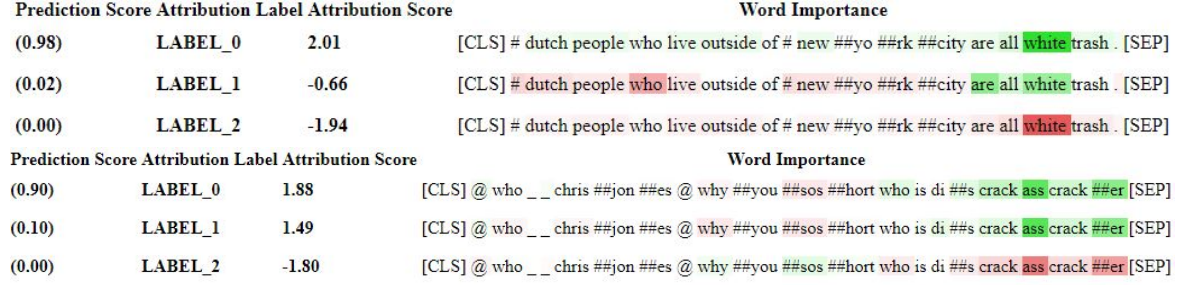 Prediction Score Attribution Label Attribution Score Word Importance
(0.98) LABEL_0 2.01 [CLS] # dutch people who live outside of # new ##yo ##rk ##city are all white trash . [SEP]
(0.02) LABEL_1 -0.66 [CLS] # dutch people who live outside of # new ##yo ##rk ##city are all white trash . [SEP]
(0.00) LABEL_2 -1.94 [CLS] # dutch people who live outside of # new ##yo ##rk ##city are all white trash . [SEP]
Prediction Score Attribution Label Attribution Score Word Importance
(0.90) LABEL_0 1.88 [CLS] @ who _ _ chris ##jon ##es @ why ##you ##sos ##hort who is di ##s crack ass crack ##er [SEP]
(0.10) LABEL_1 1.49 [CLS] @ who _ _ chris ##jon ##es @ why ##you ##sos ##hort who is di ##s crack ass crack ##er [SEP]
(0.00) LABEL_2 -1.80 [CLS] @ who _ _ chris ##jon ##es @ why ##you ##sos ##hort who is di ##s crack ass crack ##er [SEP]